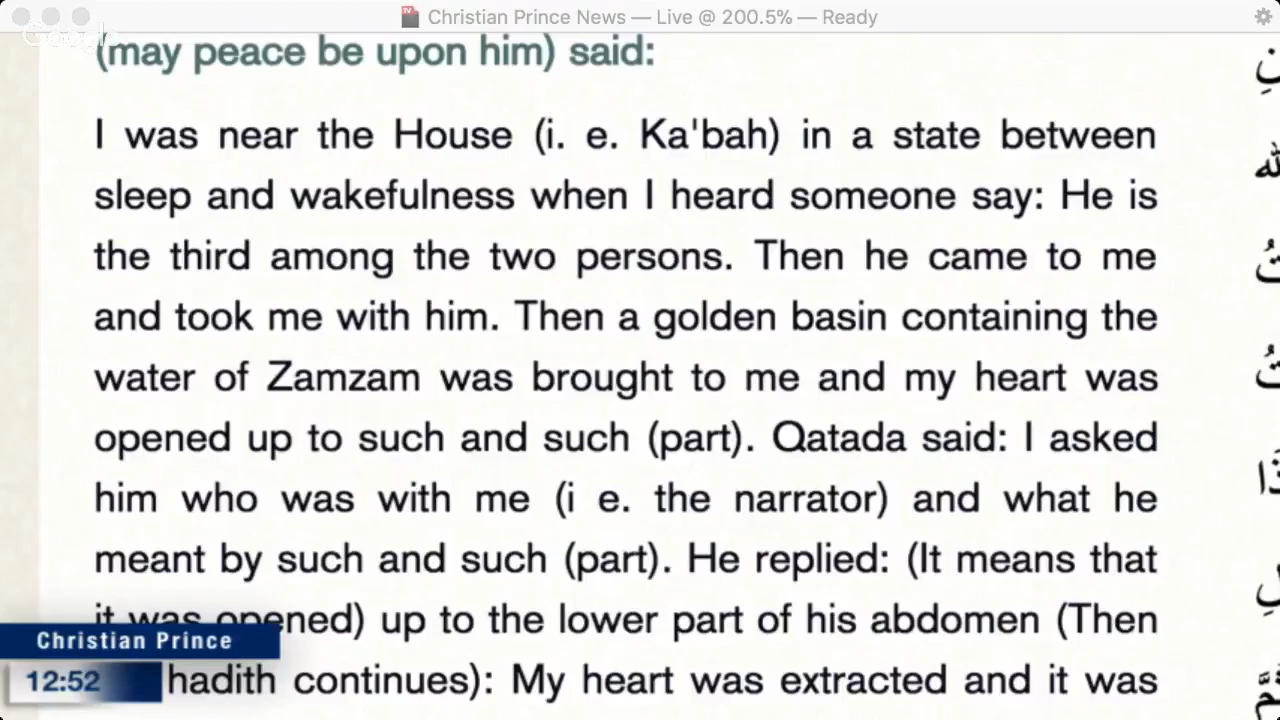 Christian Prince News — Live @ 200.5% — Ready
Google
(may peace be upon him) said:
I was near the House (i. e. Ka'bah) in a state between
sleep and wakefulness when I heard someone say: He is
the third among the two persons. Then he came to me
and took me with him. Then a golden basin containing the
water of Zamzam was brought to me and my heart was
opened up to such and such (part). Qatada said: I asked
him who was with me (i e. the narrator) and what he
meant by such and such (part). He replied: (It means that
it was opened) up to the lower part of his abdomen (Then
hadith continues): My heart was extracted and it was
Christian Prince
12:52